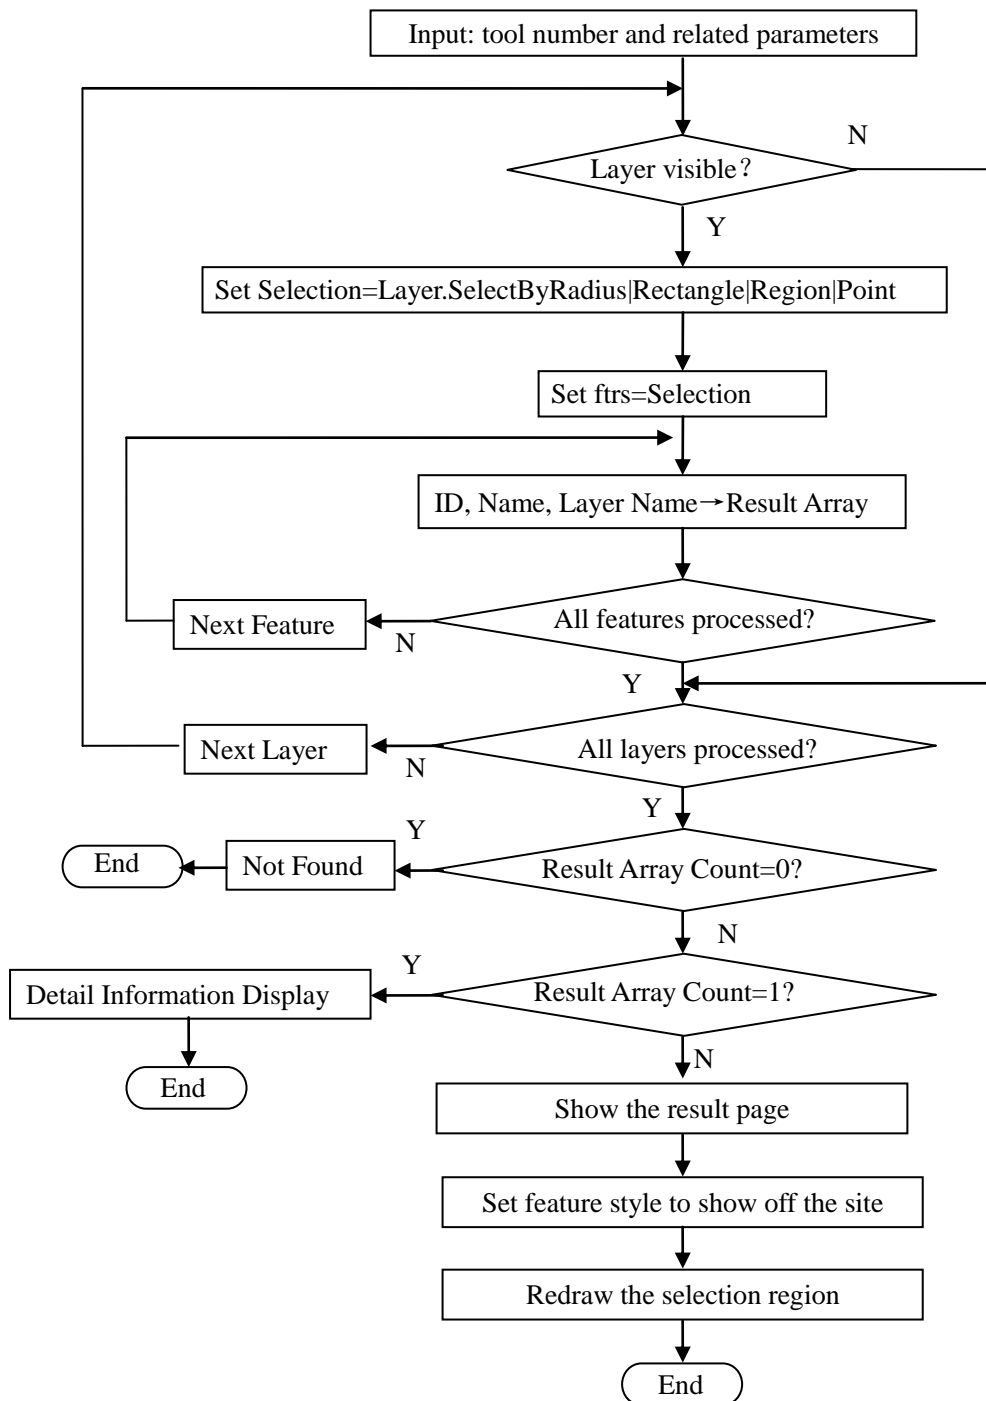 Input: tool number and related parameters
N
Layer visible?
Y
Set Selection=Layer.SelectByRadius|Rectangle|Region|Point
Set ftrs=Selection
ID, Name, Layer Name→Result Array
All features processed?
Next Feature
N
Y
All layers processed?
Next Layer
N
Y
Y
Result Array Count=0?
Not Found
End
N
Y
Result Array Count=1?
Detail Information Display
N
End
Show the result page
Set feature style to show off the site
Redraw the selection region
End